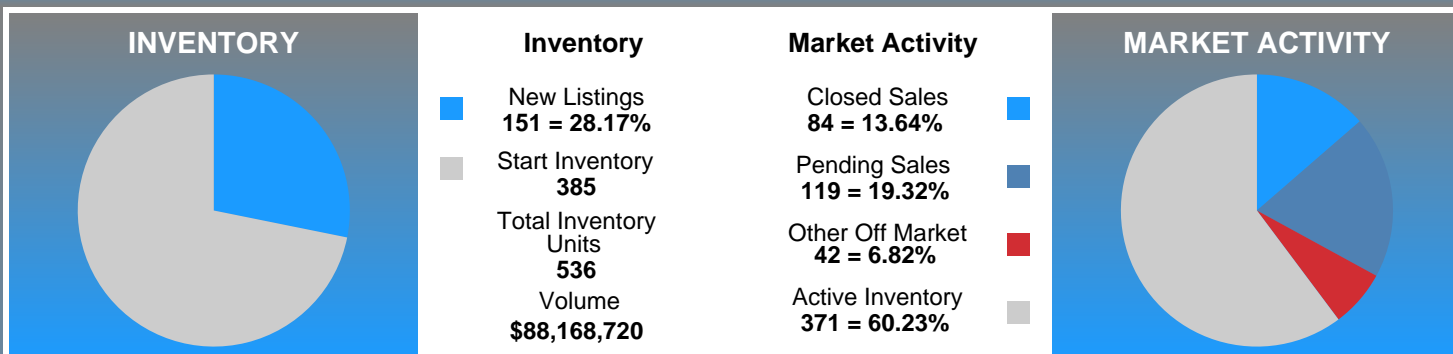 INVENTORY
Inventory
New Listings
151 = 28.17%
Start Inventory
385
Total Inventory
Units
536
Volume
$88,168,720
Market Activity
Closed Sales
84 = 13.64%
Pending Sales
119 = 19.32%
Other Off Market
42 = 6.82%
Active Inventory
371 = 60.23%
MARKET ACTIVITY